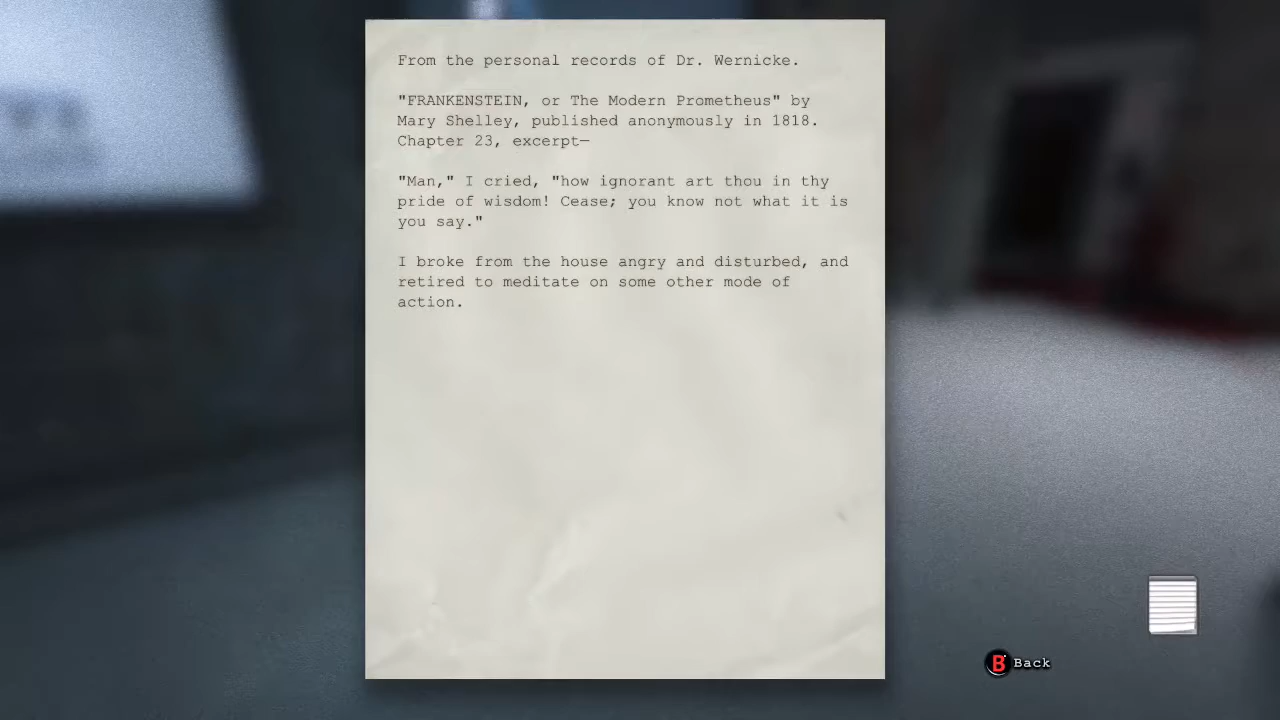 From the personal records of Dr. Wernicke.
"FRANKENSTEIN, or The Modern Prometheus" by
Mary Shelley, published anonymously in 1818.
Chapter 23, excerpt—
"Man," I cried, "how ignorant art thou in thy
pride of wisdom! Cease; you know not what it is
you say."
I broke from the house angry and disturbed, and
retired to meditate on some other mode of
action.
B Back